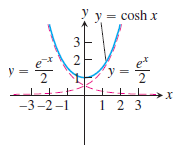 y
y = cosh x
3
2
1
y = e^-x/2
y = e^x/2
x
-3 -2 -1 1 2 3